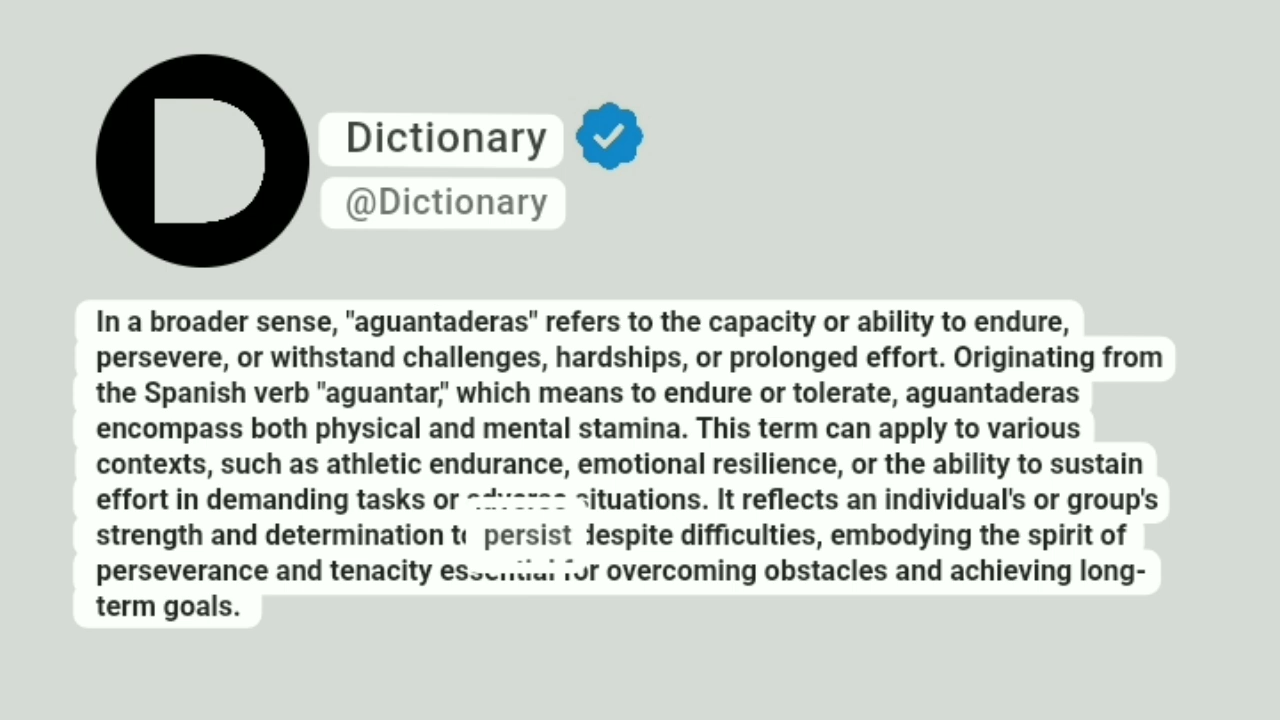 D
Dictionary
@Dictionary
In a broader sense, "aguantaderas" refers to the capacity or ability to endure,
persevere, or withstand challenges, hardships, or prolonged effort. Originating from
the Spanish verb "aguantar," which means to endure or tolerate, aguantaderas
encompass both physical and mental stamina. This term can apply to various
contexts, such as athletic endurance, emotional resilience, or the ability to sustain
effort in demanding tasks or adverse situations. It reflects an individual's or group's
strength and determination to persist despite difficulties, embodying the spirit of
perseverance and tenacity essential for overcoming obstacles and achieving long-
term goals.